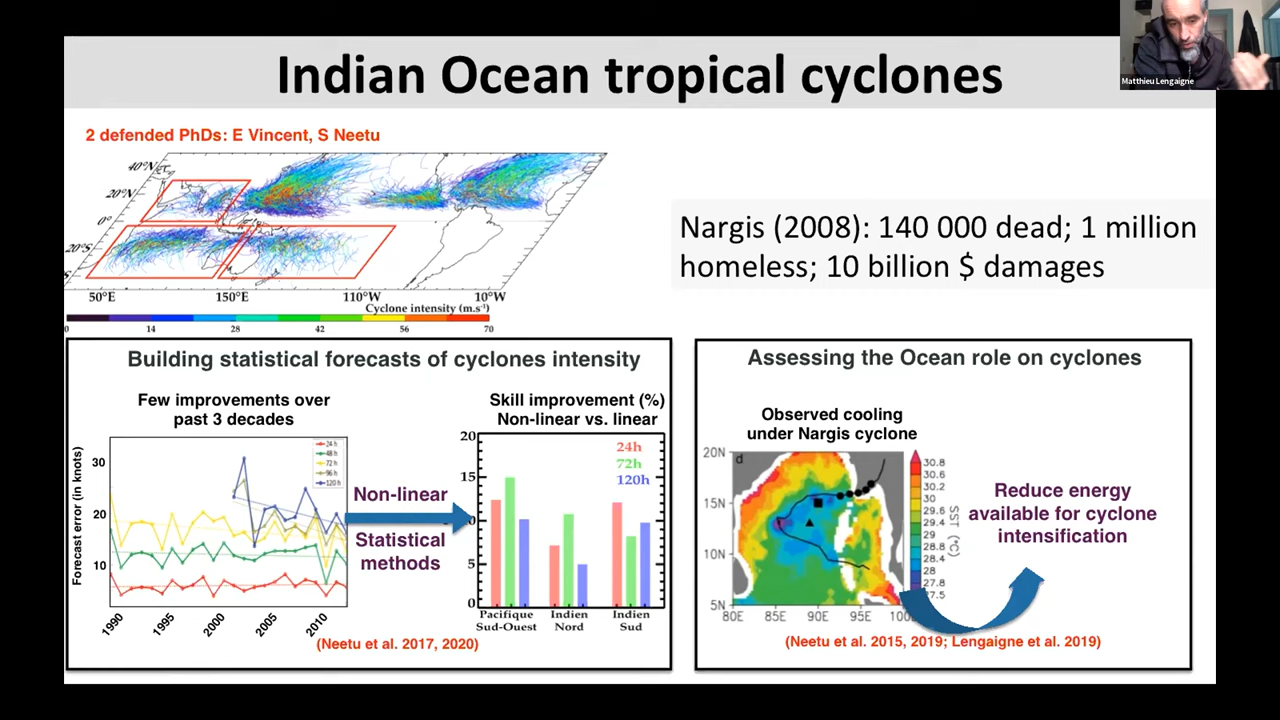 Indian Ocean tropical cyclones
Matthieu Lengaigne
2 defended PhDs: E Vincent, S Neetu
40°N
20°N
0°
20°S
50°E 150°E 110°W 10°W
Cyclone intensity (m.s⁻¹)
0 14 28 42 56 70
Nargis (2008): 140 000 dead; 1 million
homeless; 10 billion $ damages
Building statistical forecasts of cyclones intensity
Few improvements over
past 3 decades
Forecast error (in knots)
30
20
10
24 h
48 h
72 h
96 h
120 h
1990 1995 2000 2005 2010
Non-linear
Statistical
methods
Skill improvement (%)
Non-linear vs. linear
20
15
10
5
0
24h
72h
120h
Pacifique
Sud-Ouest
Indien
Nord
Indien
Sud
(Neetu et al. 2017, 2020)
Assessing the Ocean role on cyclones
Observed cooling
under Nargis cyclone
d
20N
15N
10N
5N
80E 85E 90E 95E
30.8
30.6
30.4
30.2
30
29.6
29.4
29.2
29
28.8
28.4
28
27.8
27.5
SST (°C)
Reduce energy
available for cyclone
intensification
(Neetu et al. 2015, 2019; Lengaigne et al. 2019)